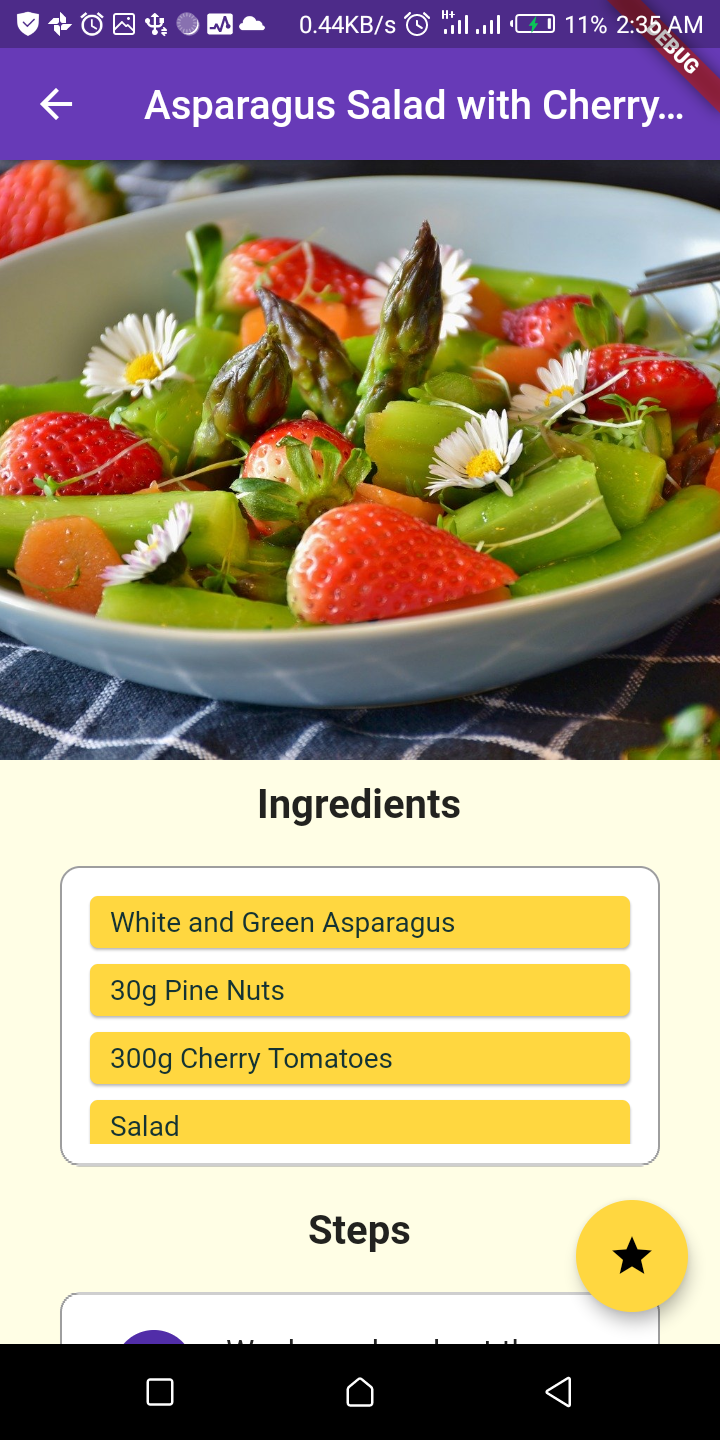 0.44KB/s H+ 11% 2:35 AM
DEBUG
Asparagus Salad with Cherry...
Ingredients
White and Green Asparagus
30g Pine Nuts
300g Cherry Tomatoes
Salad
Steps